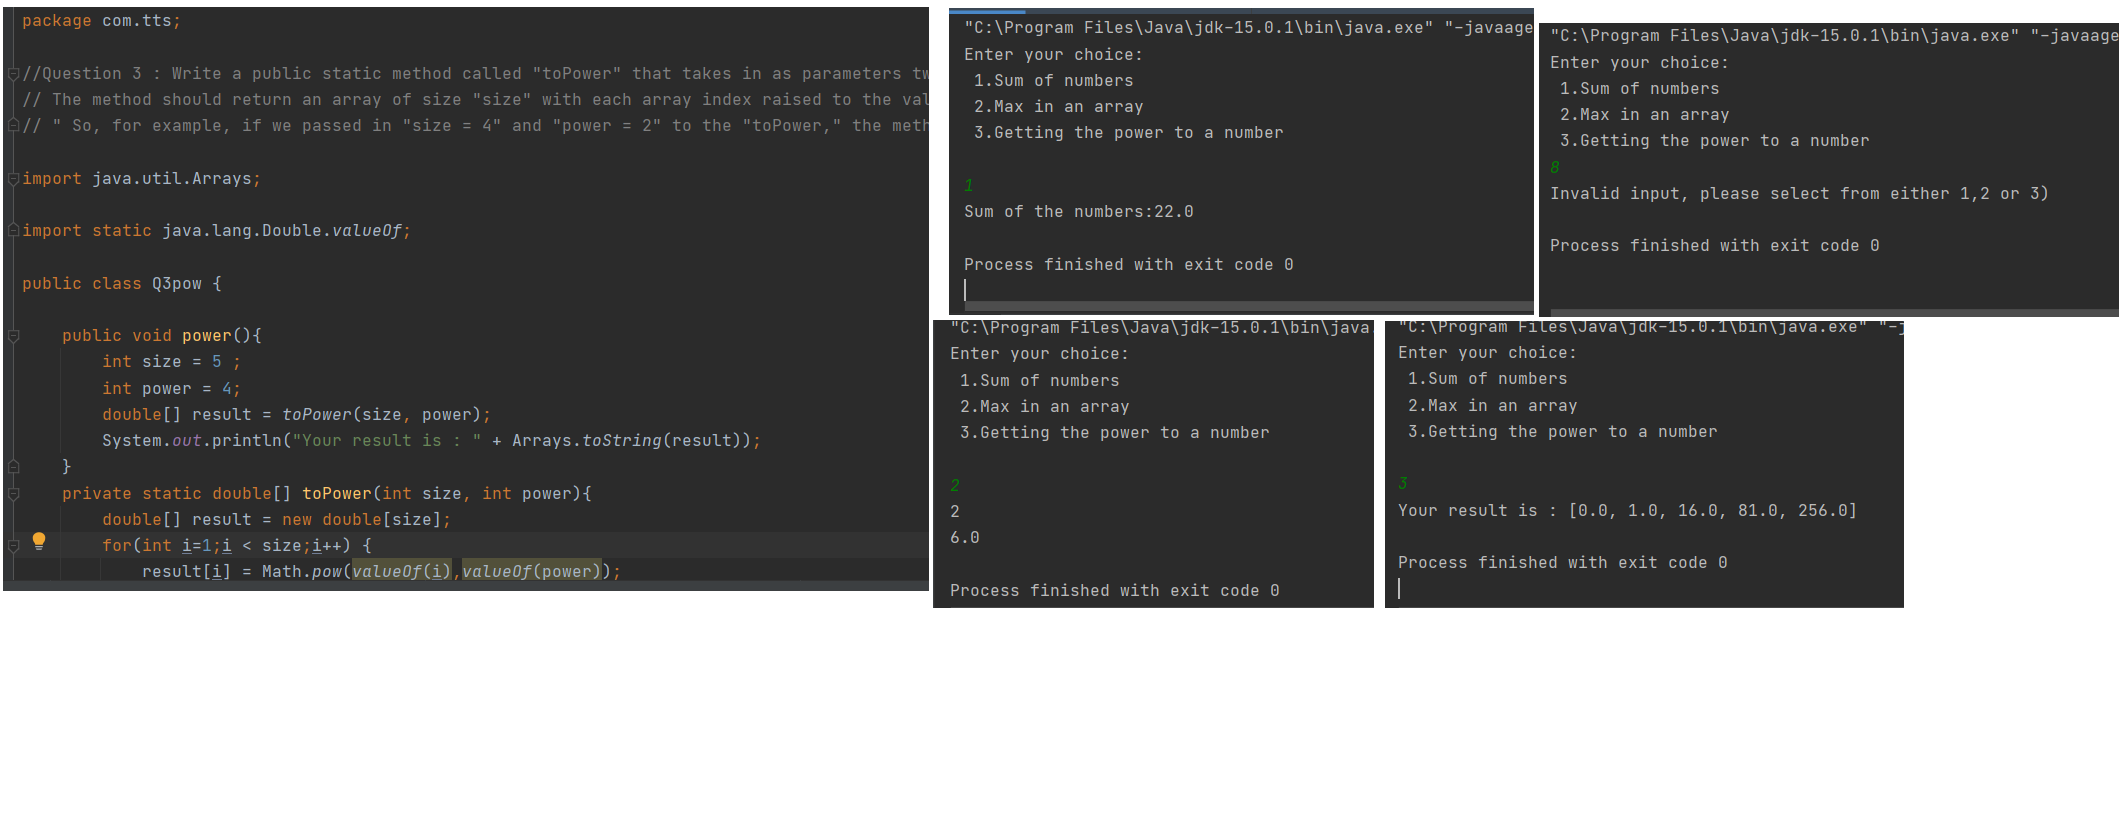 package com.tts;
//Question 3 : Write a public static method called "toPower" that takes in as parameters
// The method should return an array of size "size" with each array index raised to the
// " So, for example, if we passed in "size = 4" and "power = 2" to the "toPower," the
import java.util.Arrays;
import static java.lang.Double.valueOf;
public class Q3pow {
public void power(){
int size = 5 ;
int power = 4;
double[] result = toPower(size, power);
System.out.println("Your result is : " + Arrays.toString(result));
}
private static double[] toPower(int size, int power){
double[] result = new double[size];
for(int i=1;i < size;i++) {
result[i] = Math.pow(valueOf(i),valueOf(power));
"C:\Program Files\Java\jdk-15.0.1\bin\java.exe" "-javaage
Enter your choice:
1.Sum of numbers
2.Max in an array
3.Getting the power to a number
1
Sum of the numbers:22.0
Process finished with exit code 0
"C:\Program Files\Java\jdk-15.0.1\bin\java.exe" "-javaage
Enter your choice:
1.Sum of numbers
2.Max in an array
3.Getting the power to a number
8
Invalid input, please select from either 1,2 or 3)
Process finished with exit code 0
"C:\Program Files\Java\jdk-15.0.1\bin\java.
Enter your choice:
1.Sum of numbers
2.Max in an array
3.Getting the power to a number
2
2
6.0
Process finished with exit code 0
"C:\Program Files\Java\jdk-15.0.1\bin\java.exe" "-j
Enter your choice:
1.Sum of numbers
2.Max in an array
3.Getting the power to a number
3
Your result is : [0.0, 1.0, 16.0, 81.0, 256.0]
Process finished with exit code 0